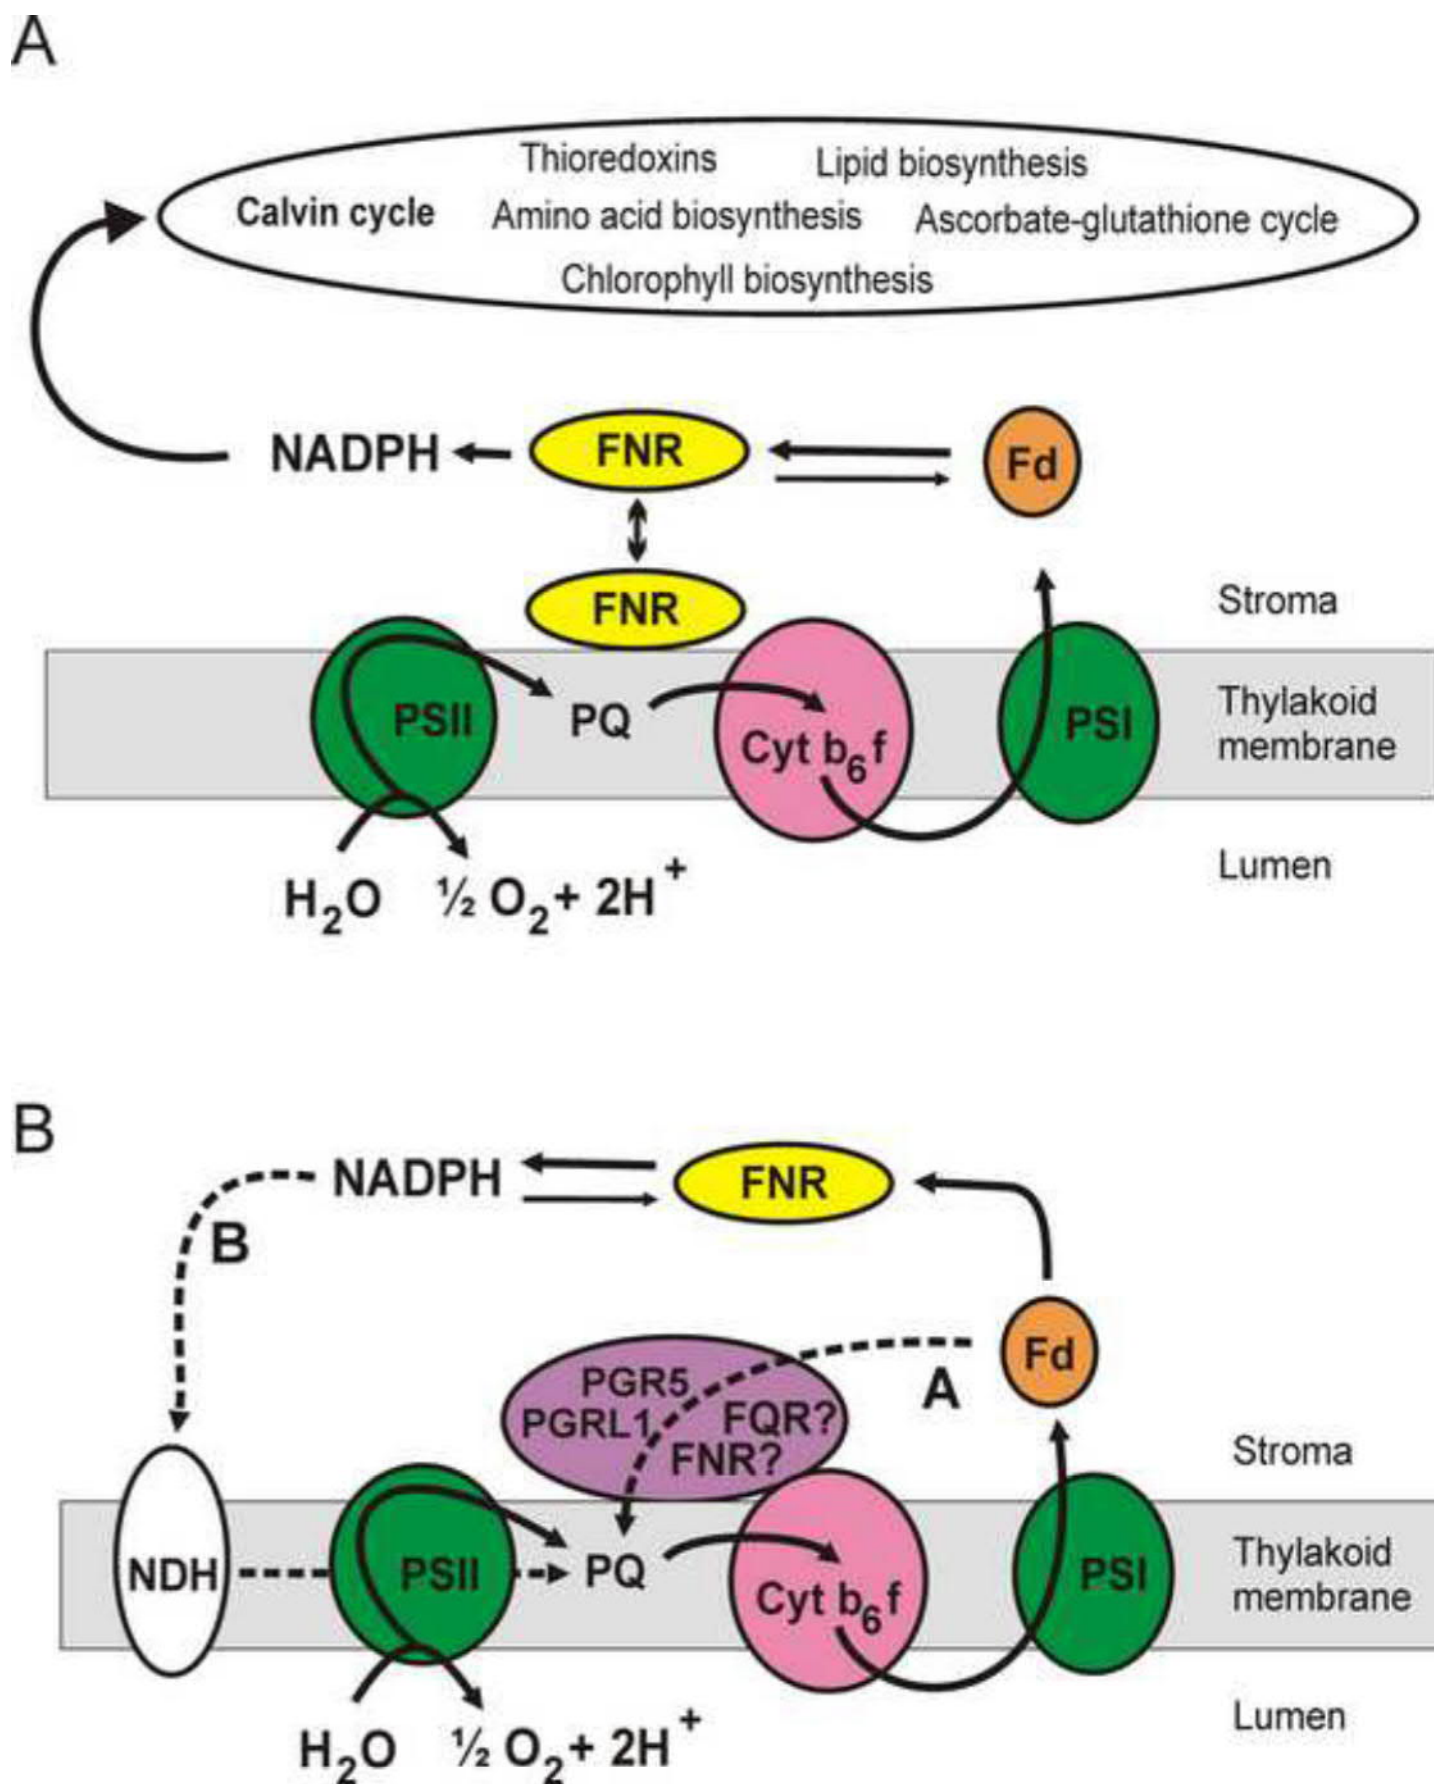 A
Thioredoxins Lipid biosynthesis
Calvin cycle Amino acid biosynthesis Ascorbate-glutathione cycle
Chlorophyll biosynthesis
NADPH FNR Fd
FNR
Stroma
PSII PQ Cyt b6f PSI
Thylakoid
membrane
Lumen
H2O ½ O2 + 2H+
B
NADPH FNR
B
Fd
A
PGR5
PGRL1 FQR?
FNR?
Stroma
NDH PSII PQ Cyt b6f PSI
Thylakoid
membrane
Lumen
H2O ½ O2 + 2H+